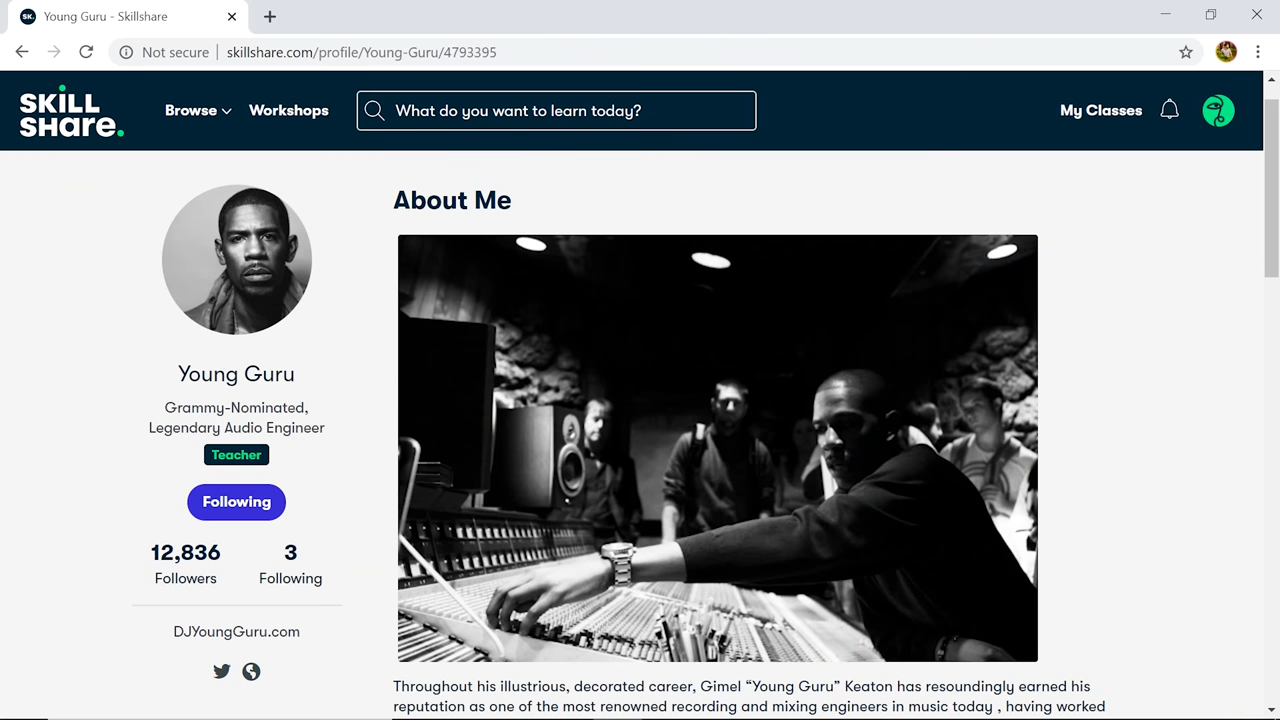 Young Guru - Skillshare
Not secure | skillshare.com/profile/Young-Guru/4793395
SKILL
SHARE.
Browse
Workshops
What do you want to learn today?
My Classes
About Me
Young Guru
Grammy-Nominated,
Legendary Audio Engineer
Teacher
Following
12,836
3
Followers
Following
DJYoungGuru.com
Throughout his illustrious, decorated career, Gimel “Young Guru” Keaton has resoundingly earned his
reputation as one of the most renowned recording and mixing engineers in music today , having worked